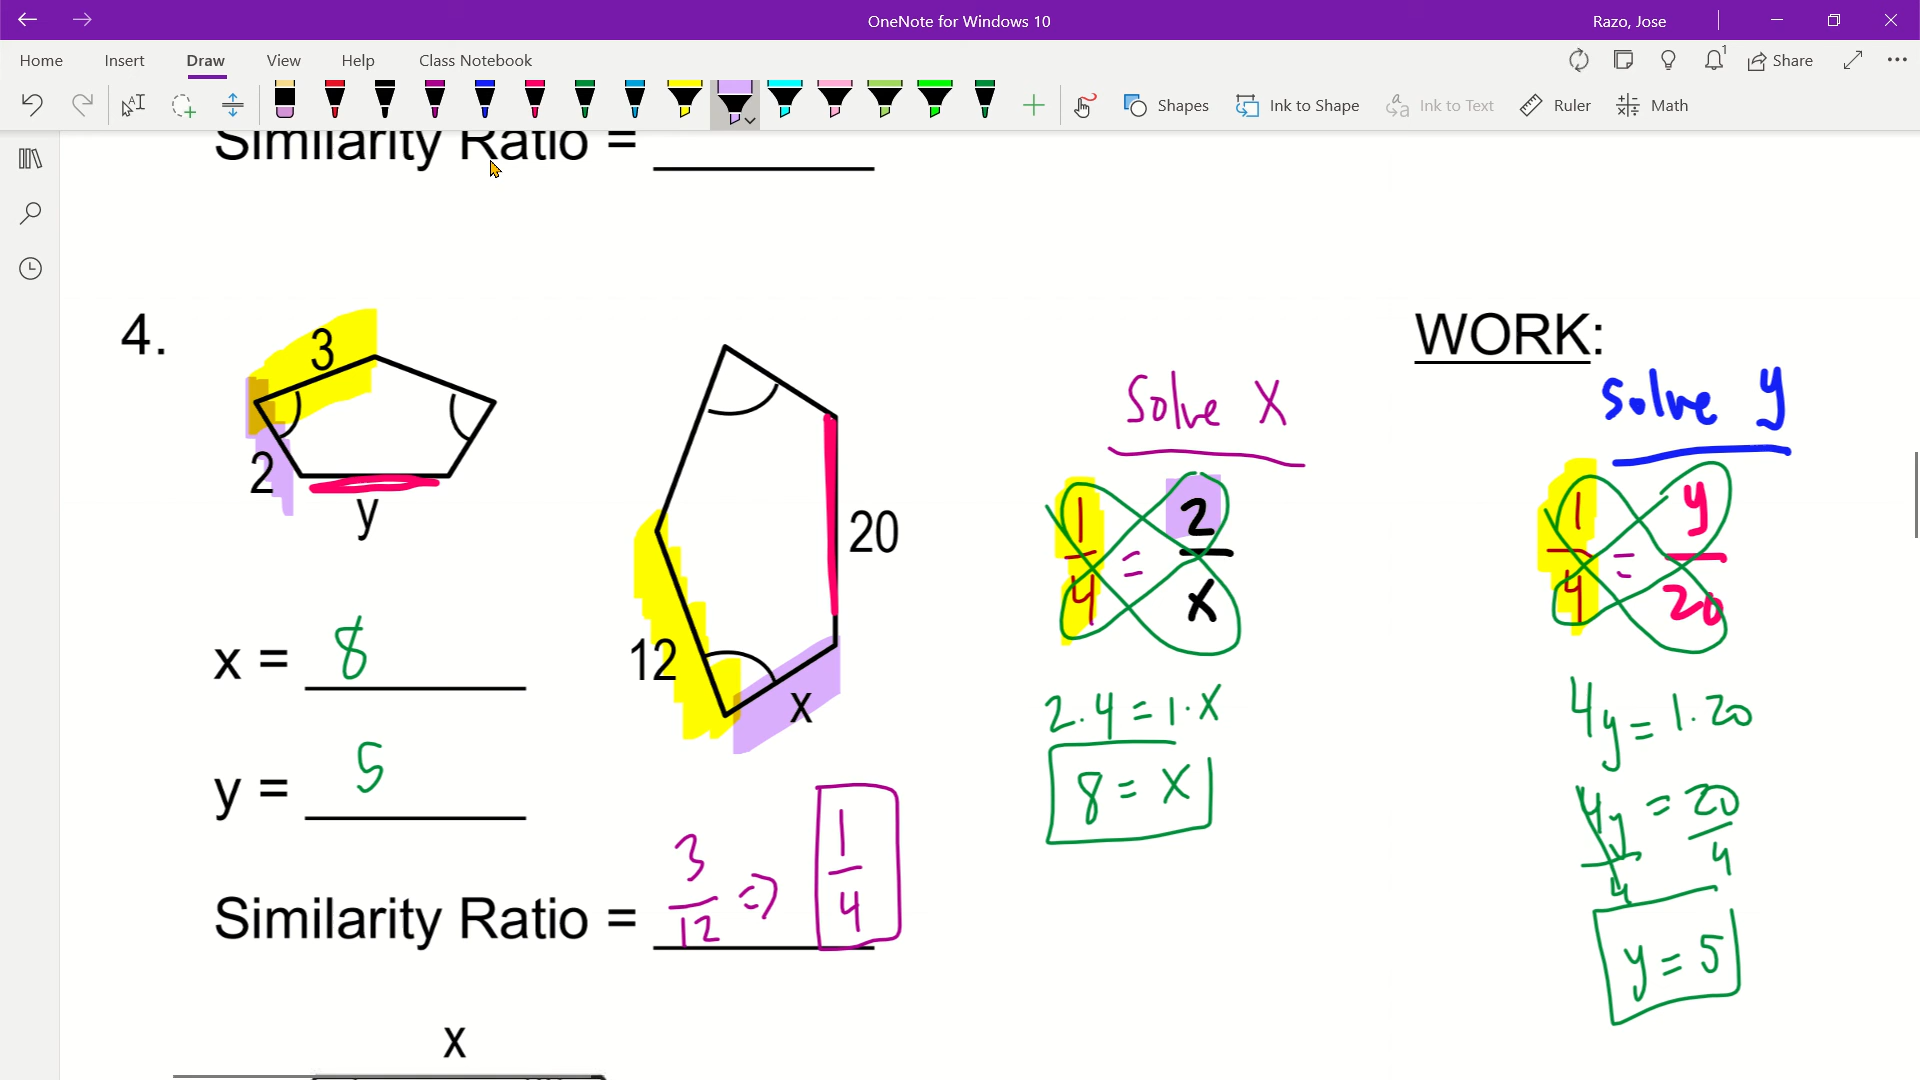 OneNote for Windows 10
Razo, Jose
Home Insert Draw View Help Class Notebook
1
Share
Shapes Ink to Shape Ink to Text Ruler Math
Similarity Ratio =
4.
3
2
y
20
12
x
x = 8
y = 5
Similarity Ratio = 3/12 => 1/4
WORK:
Solve X
1/4 = 2/x
2.4 = 1.X
8 = X
Solve y
1/4 = y/20
4y = 1.20
4y/4 = 20/4
y = 5
x